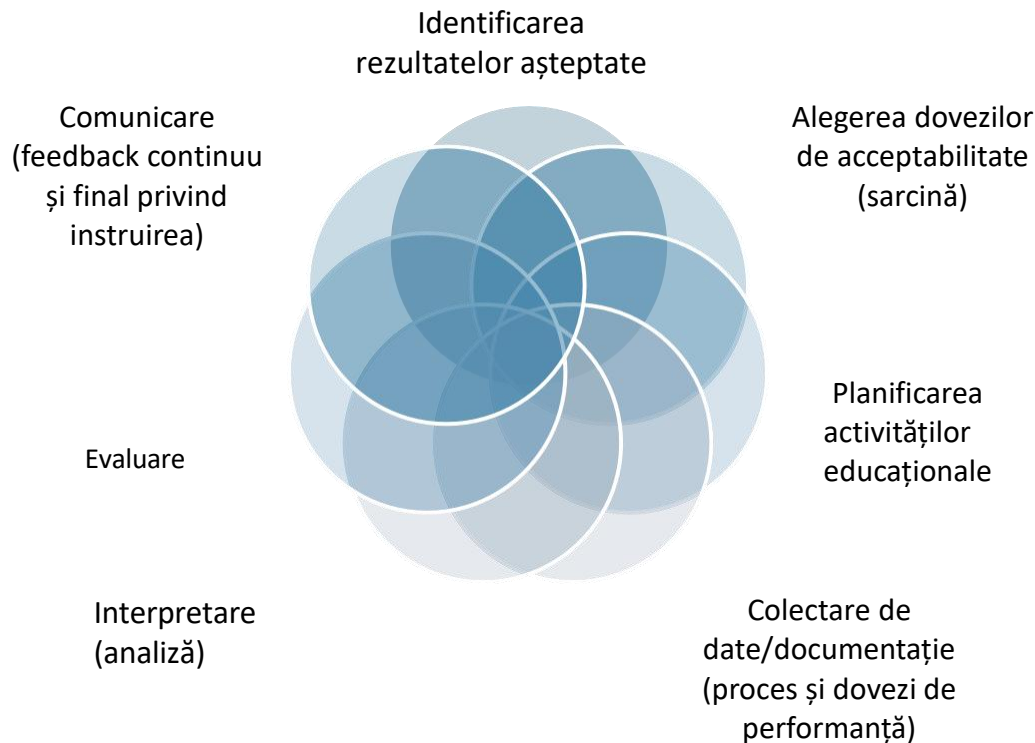 Identificarea
rezultatelor așteptate
Alegerea dovezilor
de acceptabilitate
(sarcină)
Planificarea
activităților
educaționale
Colectare de
date/documentație
(proces și dovezi de
performanță)
Interpretare
(analiză)
Evaluare
Comunicare
(feedback continuu
și final privind
instruirea)